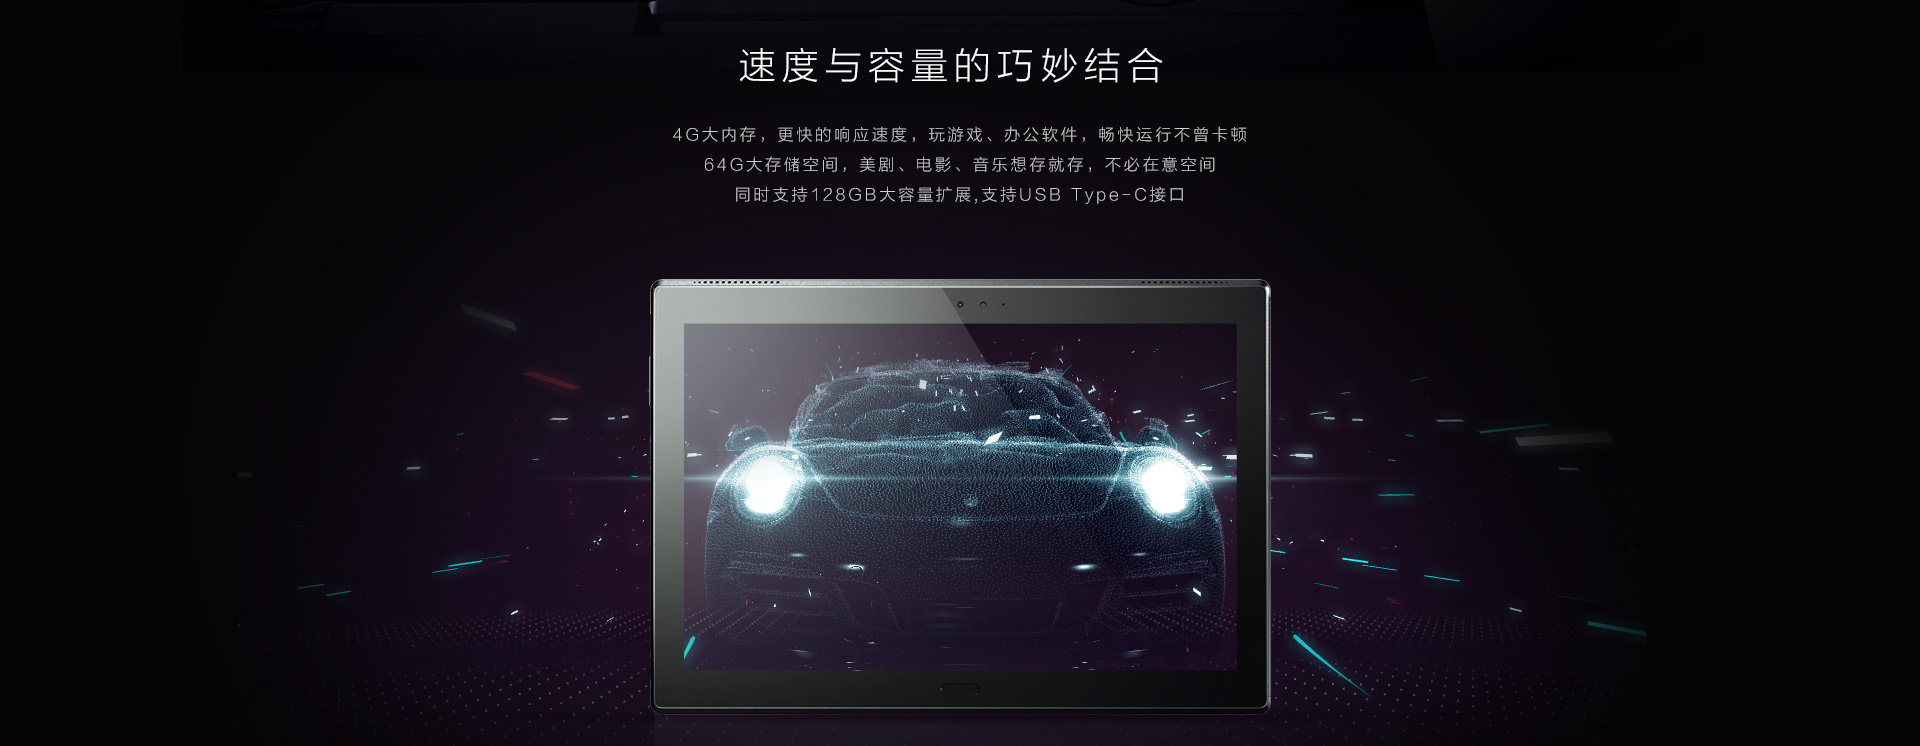 速度与容量的巧妙结合
4G大内存，更快的响应速度，玩游戏、办公软件，畅快运行不曾卡顿
64G大存储空间，美剧、电影、音乐想存就存，不必在意空间
同时支持128GB大容量扩展,支持USB Type-C接口